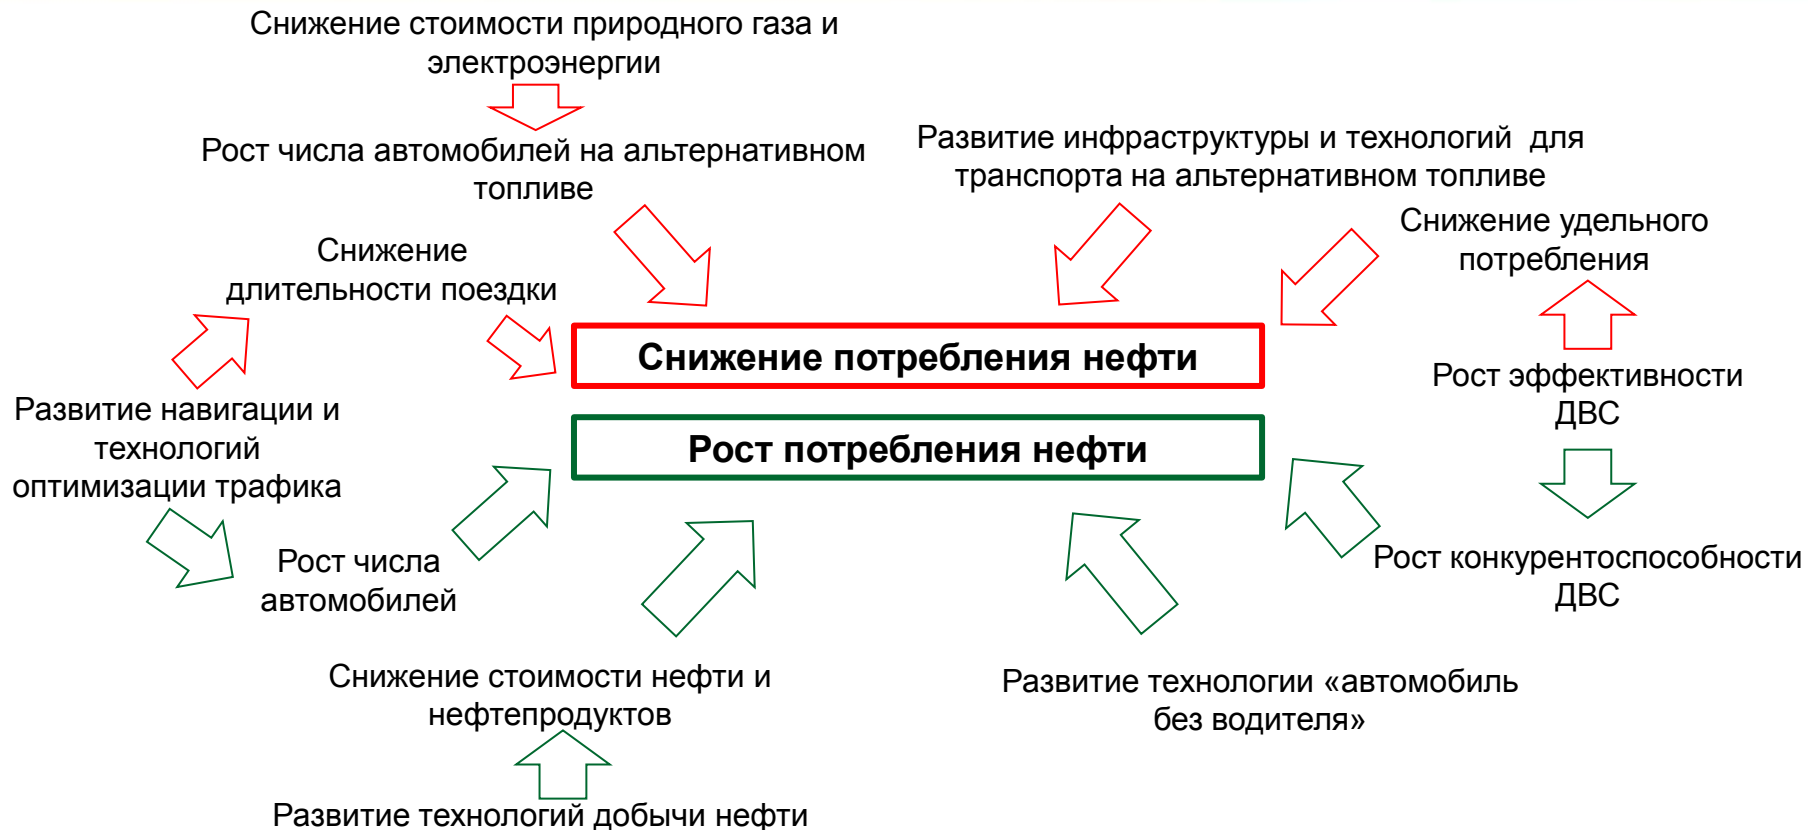 Снижение стоимости природного газа и
электроэнергии
Рост числа автомобилей на альтернативном
топливе
Развитие инфраструктуры и технологий для
транспорта на альтернативном топливе
Снижение удельного
потребления
Снижение
длительности поездки
Снижение потребления нефти
Рост эффективности
ДВС
Развитие навигации и
технологий
оптимизации трафика
Рост потребления нефти
Рост числа
автомобилей
Рост конкурентоспособности
ДВС
Снижение стоимости нефти и
нефтепродуктов
Развитие технологии «автомобиль
без водителя»
Развитие технологий добычи нефти